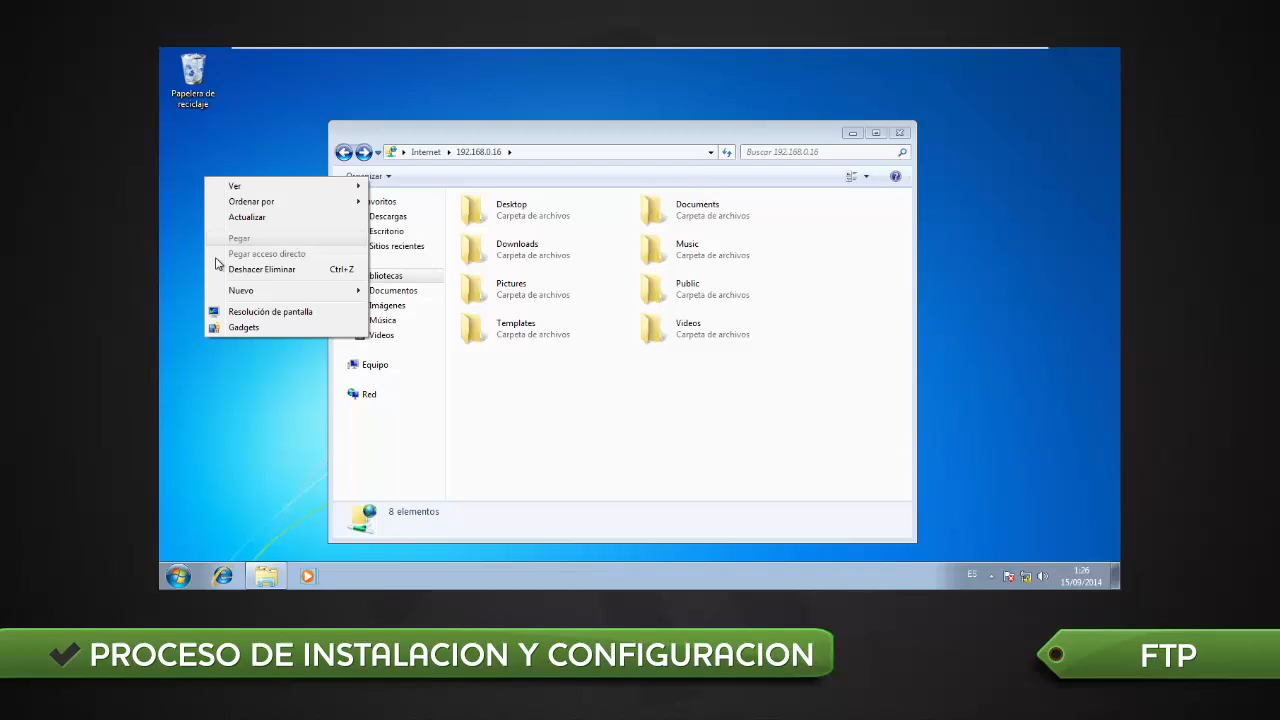 Papelera de
reciclaje
Internet
192.168.0.16
Buscar 192.168.0.16
Ver
Ordenar por
Actualizar
Pegar
Pegar acceso directo
Deshacer Eliminar Ctrl+Z
Nuevo
Resolución de pantalla
Gadgets
Descargas
Escritorio
Sitios recientes
Documentos
Imágenes
Música
Videos
Equipo
Red
Desktop
Carpeta de archivos
Documents
Carpeta de archivos
Downloads
Carpeta de archivos
Music
Carpeta de archivos
Pictures
Carpeta de archivos
Public
Carpeta de archivos
Templates
Carpeta de archivos
Videos
Carpeta de archivos
8 elementos
ES
1:26
15/09/2014
PROCESO DE INSTALACION Y CONFIGURACION
FTP